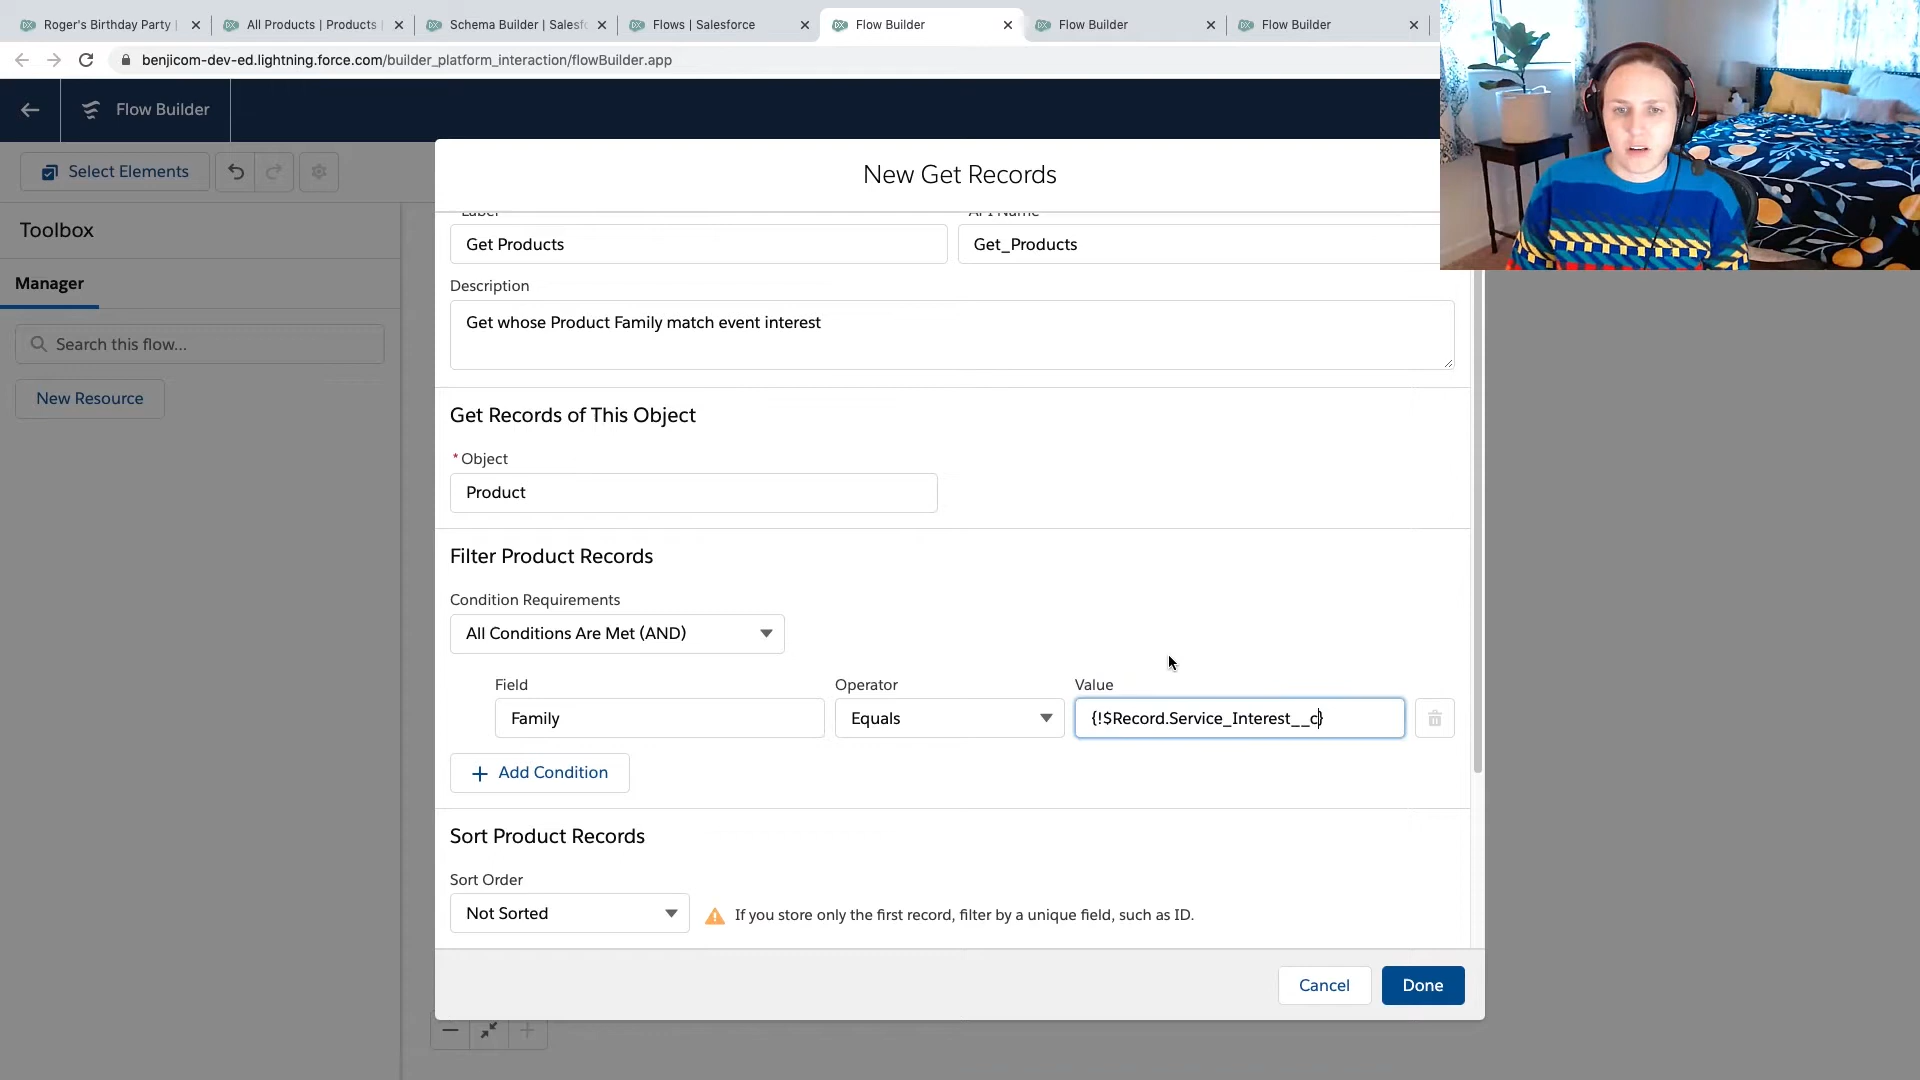 Roger's Birthday Party |
All Products | Products
Schema Builder | Salesf
Flows | Salesforce
Flow Builder
Flow Builder
Flow Builder
benjicom-dev-ed.lightning.force.com/builder_platform_interaction/flowBuilder.app
Flow Builder
Select Elements
Toolbox
Manager
Search this flow...
New Resource
New Get Records
Label
API Name
Get Products
Get_Products
Description
Get whose Product Family match event interest
Get Records of This Object
* Object
Product
Filter Product Records
Condition Requirements
All Conditions Are Met (AND)
Field
Operator
Value
Family
Equals
{!$Record.Service_Interest__c}
+ Add Condition
Sort Product Records
Sort Order
Not Sorted
If you store only the first record, filter by a unique field, such as ID.
Cancel
Done